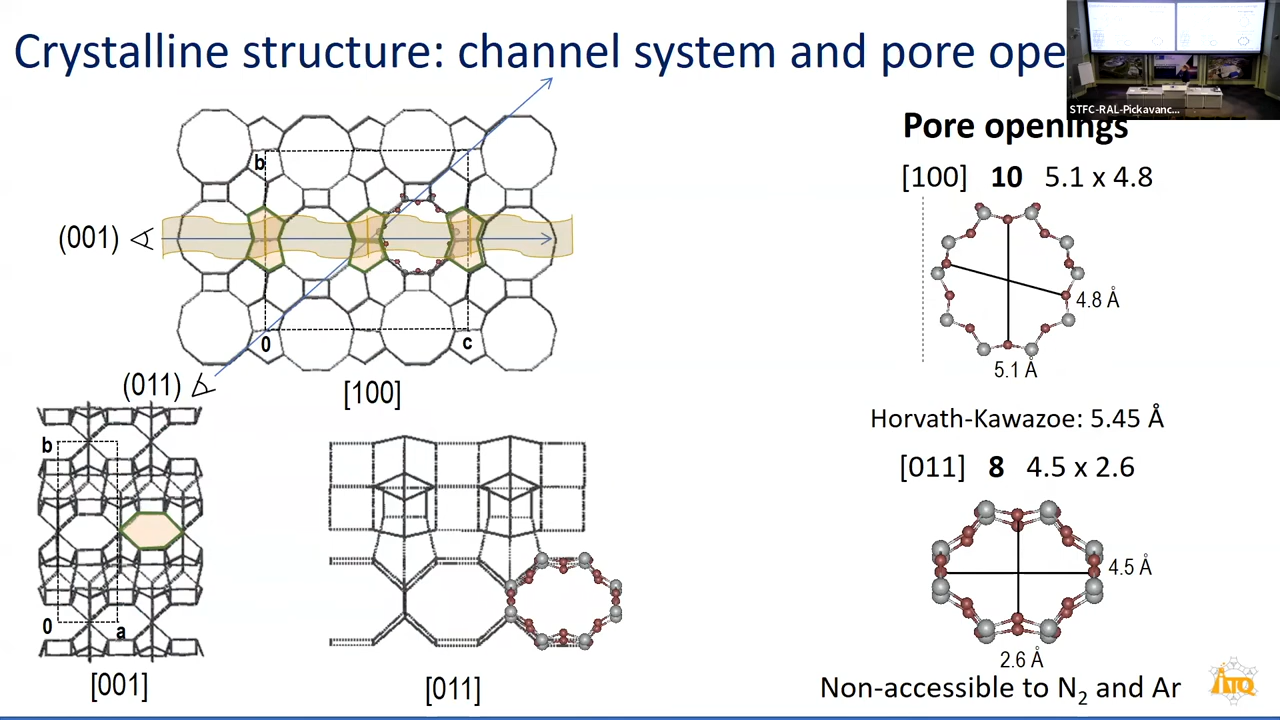 Crystalline structure: channel system and pore ope
STFC-RAL-Pickavanc...
Pore openings
[100] 10 5.1 x 4.8
b
(001)
4.8 Å
0
c
5.1 Å
(011)
[100]
Horvath-Kawazoe: 5.45 Å
b
[011] 8 4.5 x 2.6
4.5 Å
0
a
2.6 Å
[001]
[011]
Non-accessible to N₂ and Ar
ITQ